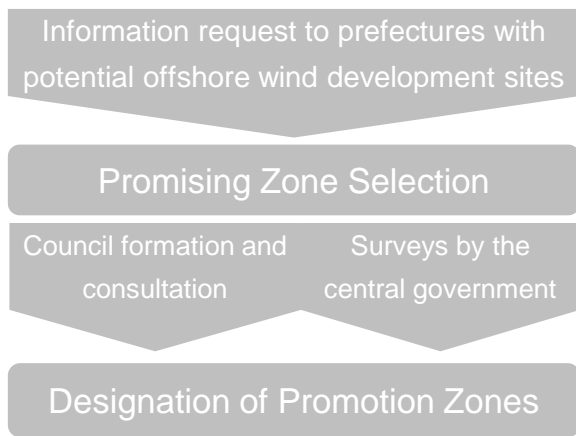 Information request to prefectures with
potential offshore wind development sites
Promising Zone Selection
Council formation and
consultation
Surveys by the
central government
Designation of Promotion Zones